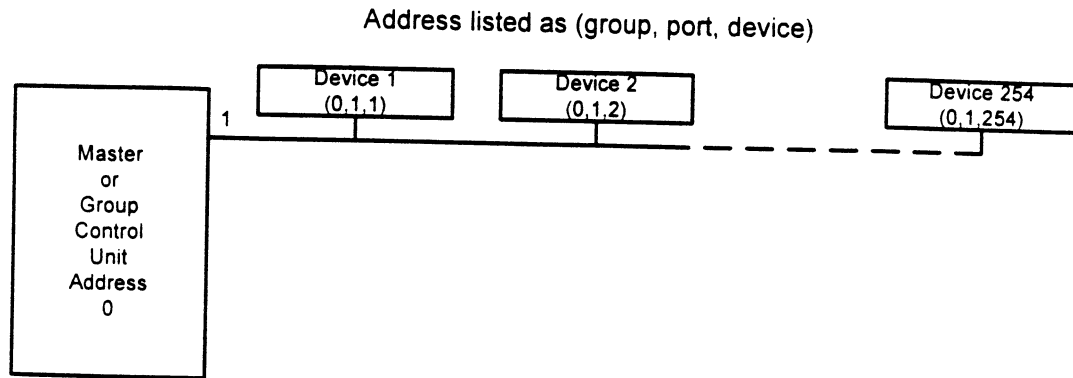 Address listed as (group, port, device)
Device 1
(0,1,1)
Device 2
(0,1,2)
Device 254
(0,1,254)
1
Master
or
Group
Control
Unit
Address
0